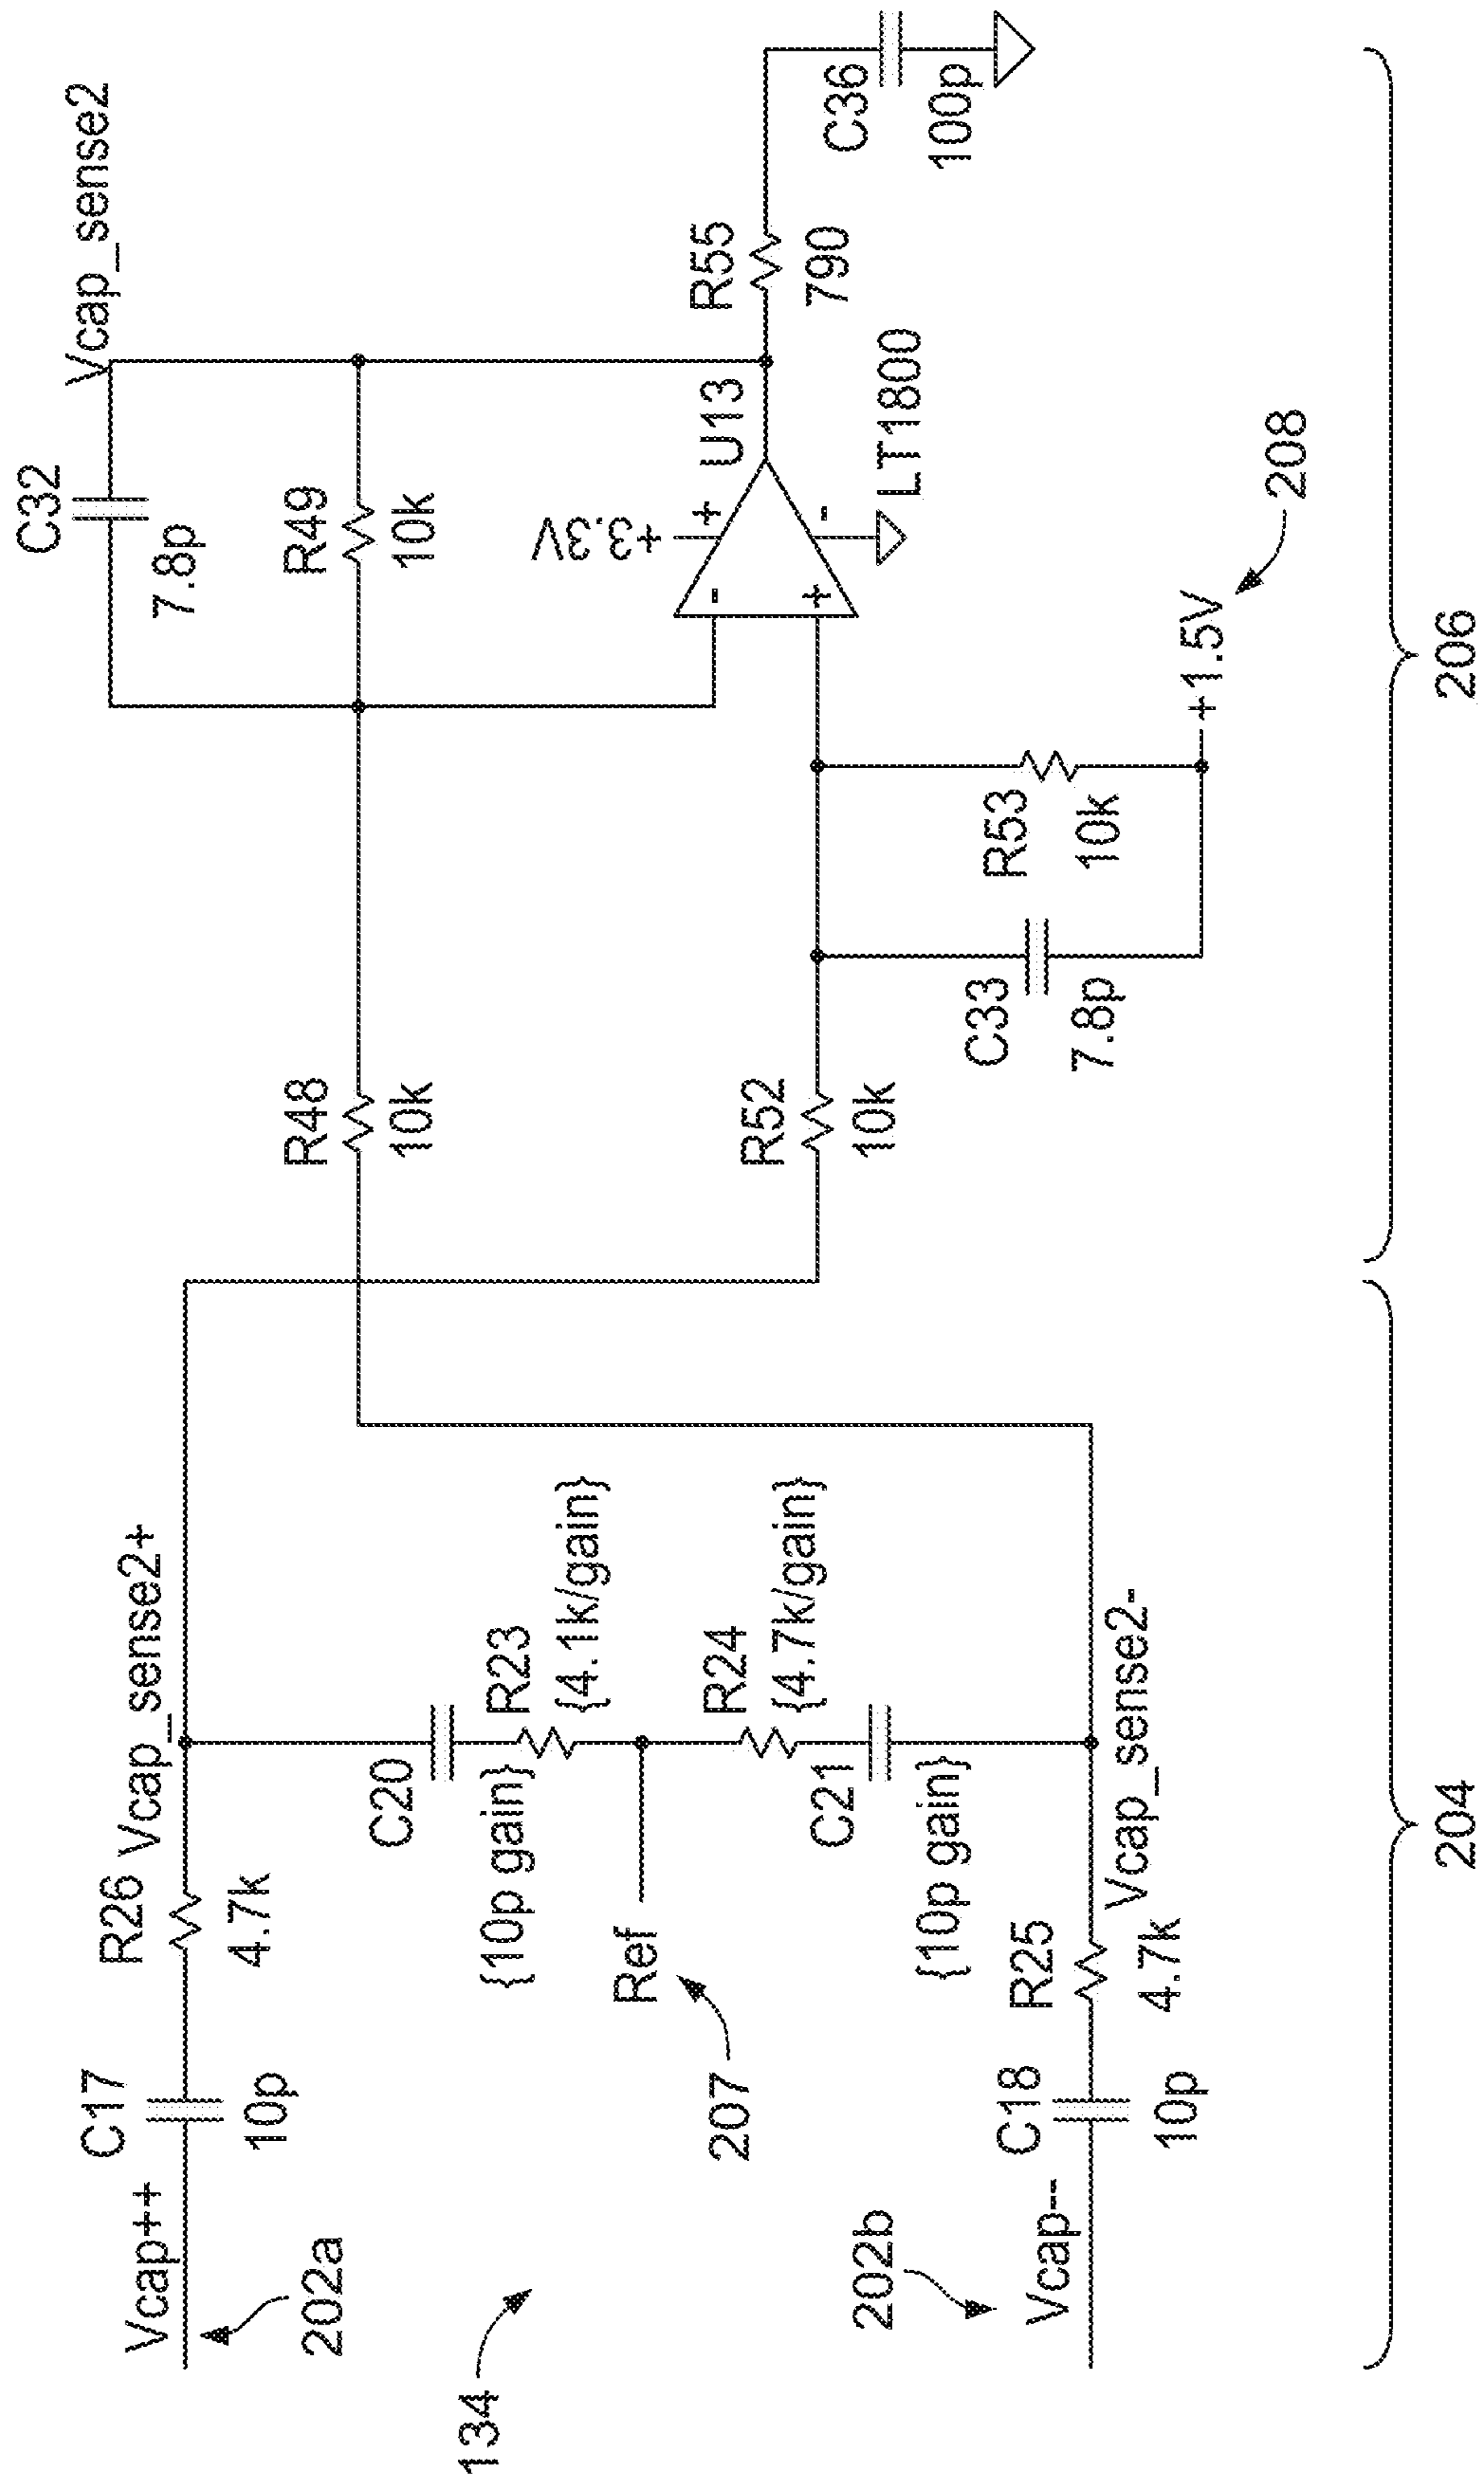 134
Vcap++
202a
C17
10p
R26
4.7k
Vcap_sense2+
C20
{10p gain}
R23
{4.1k/gain}
Ref
207
R24
{4.7k/gain}
C21
{10p gain}
202b
Vcap--
C18
10p
R25
4.7k
Vcap_sense2-
204
R48
10k
R52
10k
C33
7.8p
R53
10k
+1.5V
208
C32
7.8p
R49
10k
Vcap_sense2
+3.3V
+
-
-
+
U13
LT1800
R55
790
C36
100p
206